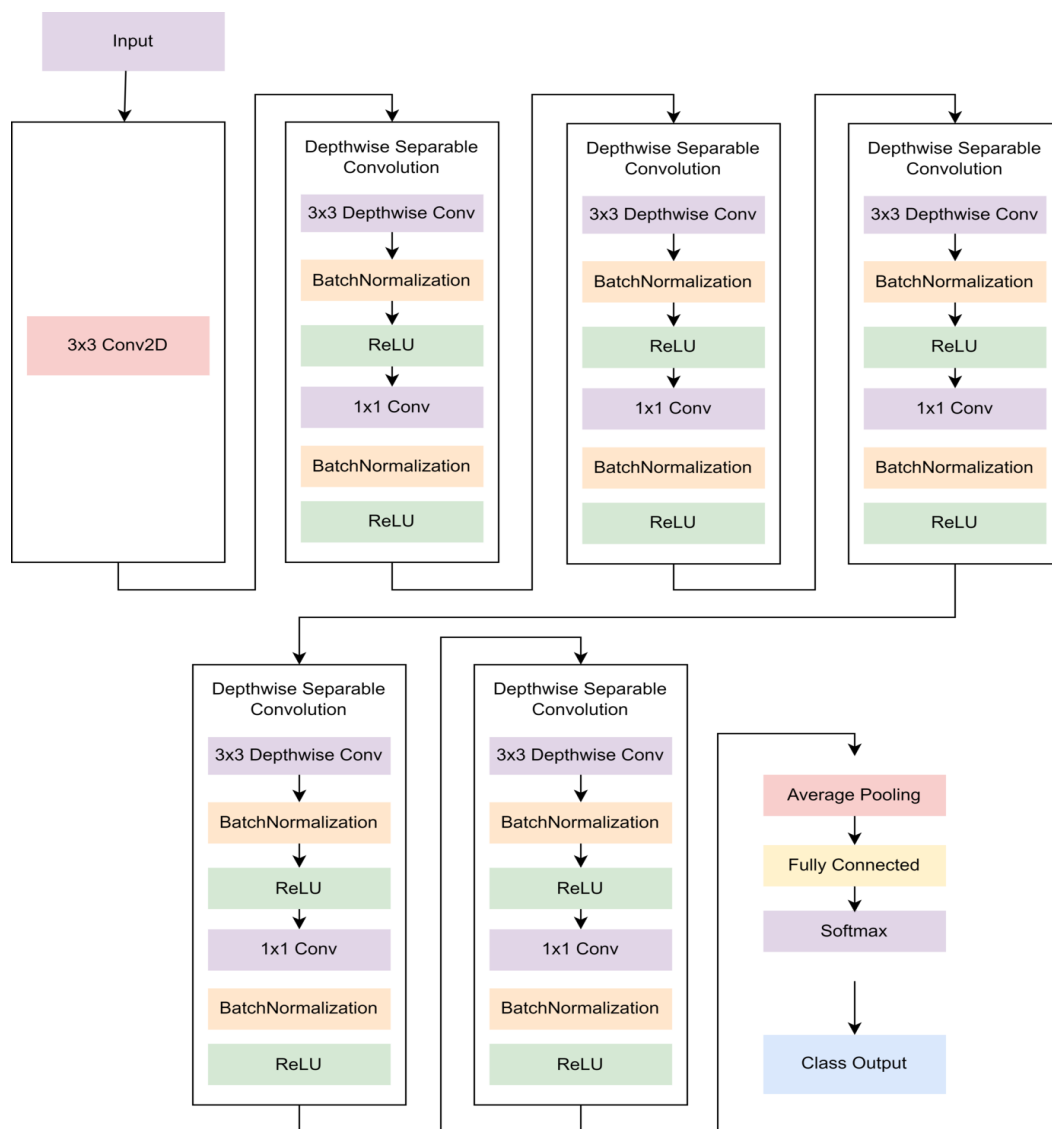 Input
3x3 Conv2D
Depthwise Separable
Convolution
3x3 Depthwise Conv
BatchNormalization
ReLU
1x1 Conv
BatchNormalization
ReLU
Depthwise Separable
Convolution
3x3 Depthwise Conv
BatchNormalization
ReLU
1x1 Conv
BatchNormalization
ReLU
Depthwise Separable
Convolution
3x3 Depthwise Conv
BatchNormalization
ReLU
1x1 Conv
BatchNormalization
ReLU
Depthwise Separable
Convolution
3x3 Depthwise Conv
BatchNormalization
ReLU
1x1 Conv
BatchNormalization
ReLU
Depthwise Separable
Convolution
3x3 Depthwise Conv
BatchNormalization
ReLU
1x1 Conv
BatchNormalization
ReLU
Average Pooling
Fully Connected
Softmax
Class Output